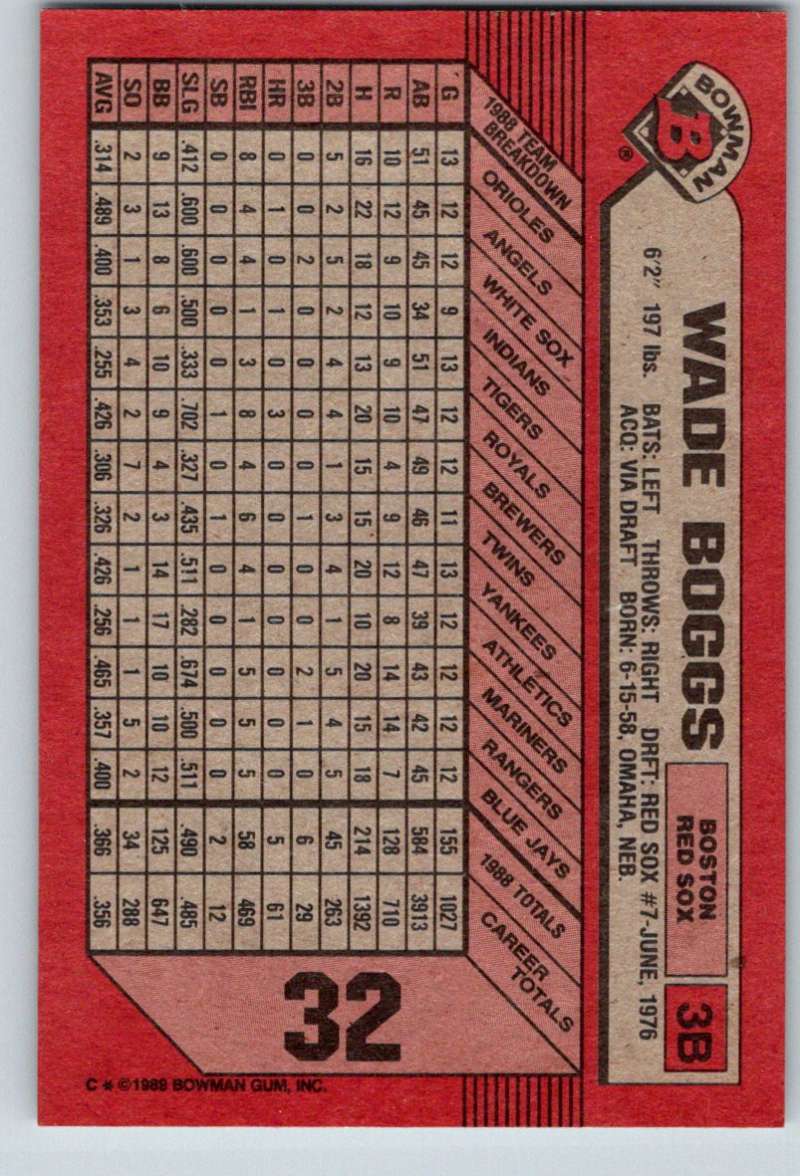 BOWMAN
B
®
WADE BOGGS
BOSTON
RED SOX
3B
6'2" 197 lbs. BATS: LEFT THROWS: RIGHT DRFT: RED SOX #7-JUNE, 1976
ACQ: VIA DRAFT BORN: 6-15-58, OMAHA, NEB.
1988 TEAM
BREAKDOWN
ORIOLES
ANGELS
WHITE SOX
INDIANS
TIGERS
ROYALS
BREWERS
TWINS
YANKEES
ATHLETICS
MARINERS
RANGERS
BLUE JAYS
1988 TOTALS
CAREER
TOTALS
G 13 12 12 9 13 12 12 11 13 12 12 12 12 155 1027
AB 51 45 45 34 51 47 49 46 47 39 43 42 45 584 3913
R 10 12 9 10 9 10 4 9 12 8 14 14 7 128 710
H 16 22 18 12 13 20 15 15 20 10 20 15 18 214 1392
2B 5 2 5 2 4 4 1 3 4 1 5 4 5 45 263
3B 0 0 2 0 0 0 0 1 0 0 2 1 0 6 29
HR 0 1 0 1 0 3 0 0 0 0 0 0 0 5 61
RBI 8 4 4 1 3 8 4 6 4 1 5 5 5 58 469
SB 0 0 0 0 0 1 0 1 0 0 0 0 0 2 12
SLG .412 .600 .600 .500 .333 .702 .327 .435 .511 .282 .674 .500 .511 .490 .485
BB 9 13 8 6 10 9 4 3 14 17 10 10 12 125 647
SO 2 3 1 3 4 2 7 2 1 1 1 5 2 34 288
AVG .314 .489 .400 .353 .255 .426 .306 .326 .426 .256 .465 .357 .400 .366 .356
32
C * ©1989 BOWMAN GUM, INC.